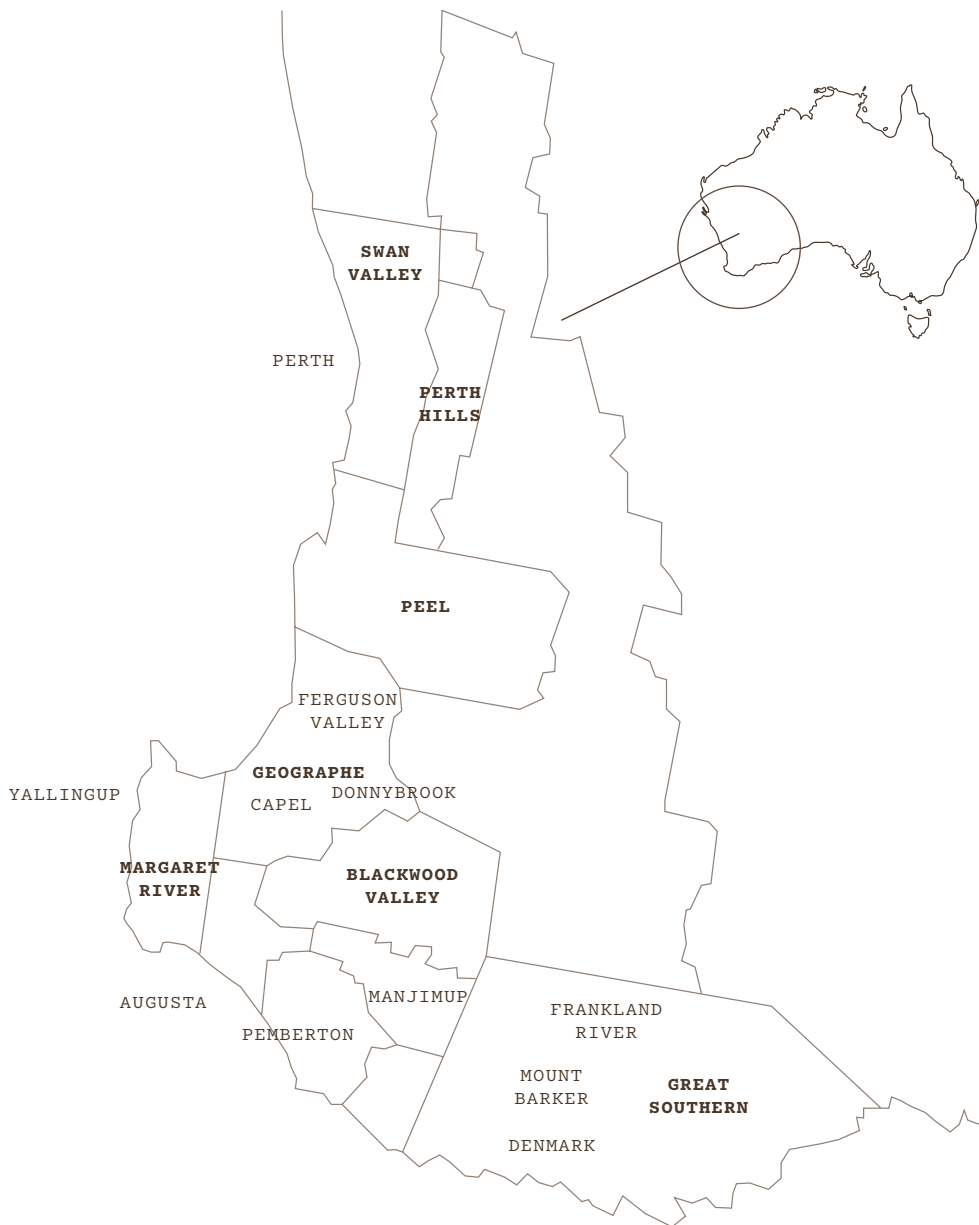 SWAN
VALLEY
PERTH
PERTH
HILLS
PEEL
FERGUSON
VALLEY
GEOGRAPHE
CAPEL
DONNYBROOK
YALLINGUP
MARGARET
RIVER
BLACKWOOD
VALLEY
AUGUSTA
MANJIMUP
PEMBERTON
FRANKLAND
RIVER
MOUNT
BARKER
GREAT
SOUTHERN
DENMARK